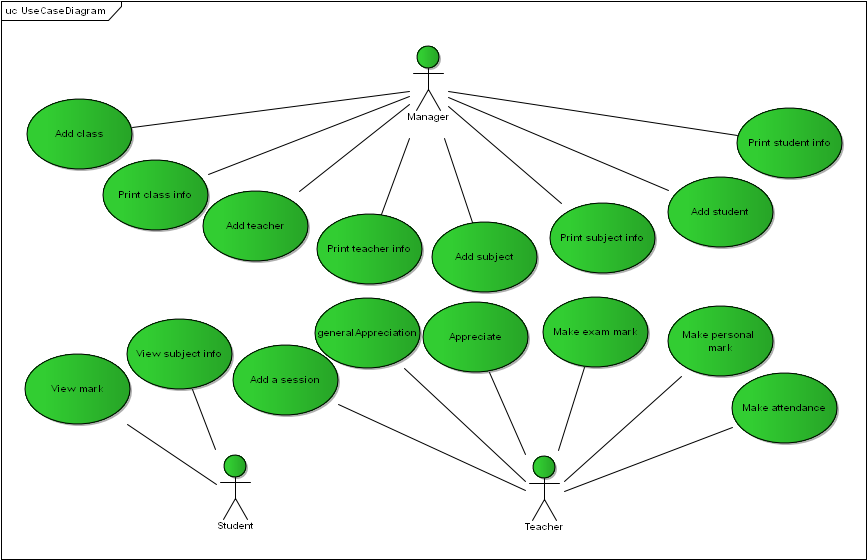 uc UseCaseDiagram
Manager
Add class
Print student info
Print class info
Add teacher
Add student
Print teacher info
Add subject
Print subject info
generalAppreciation
Appreciate
Make exam mark
Make personal
mark
View subject info
View mark
Add a session
Make attendance
Student
Teacher